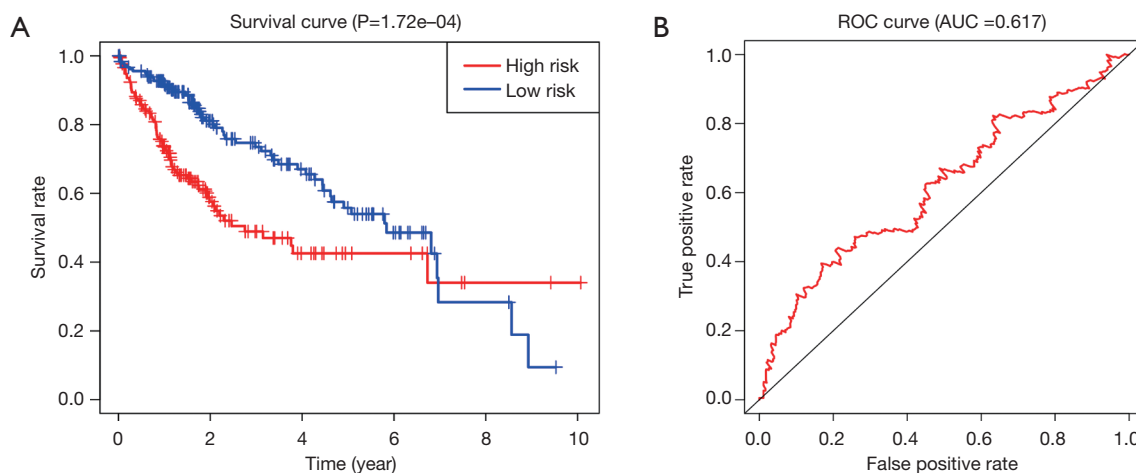 A
Survival curve (P=1.72e–04)
High risk
Low risk
1.0
0.8
0.6
0.4
0.2
0.0
Survival rate
0 2 4 6 8 10
Time (year)
B
ROC curve (AUC =0.617)
1.0
0.8
0.6
0.4
0.2
0.0
True positive rate
0.0 0.2 0.4 0.6 0.8 1.0
False positive rate